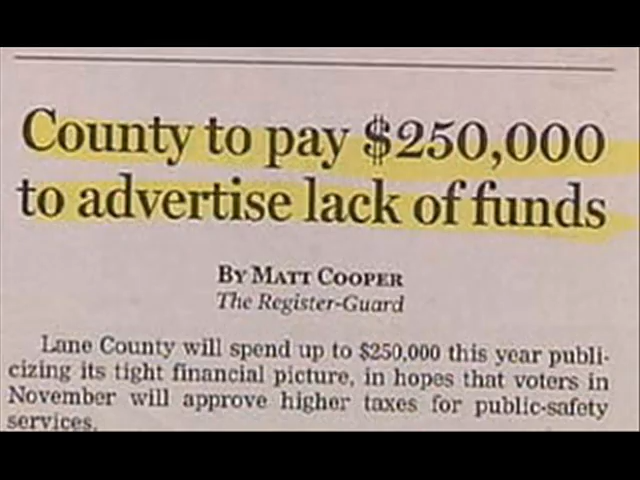 County to pay $250,000
to advertise lack of funds
BY MATT COOPER
The Register-Guard
Lane County will spend up to $250,000 this year publi-
cizing its tight financial picture, in hopes that voters in
November will approve higher taxes for public-safety
services.